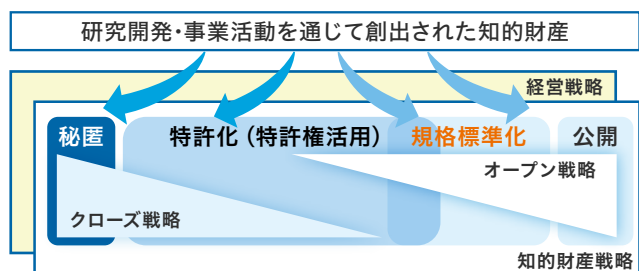 研究開発・事業活動を通じて創出された知的財産
経営戦略
秘匿
特許化（特許権活用）
規格標準化
公開
オープン戦略
クローズ戦略
知的財産戦略